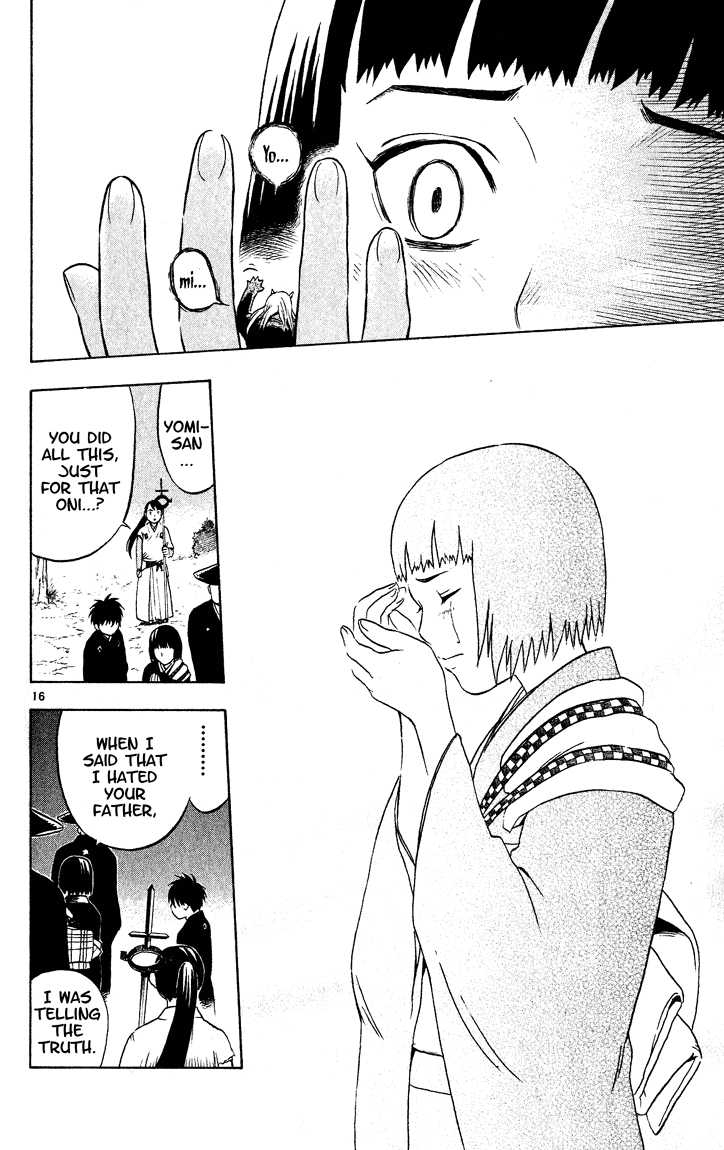 Yo...
mi...
YOMI-
SAN
...
YOU DID
ALL THIS,
JUST
FOR THAT
ONI...?
16
.........
WHEN I
SAID THAT
I HATED
YOUR
FATHER,
I WAS
TELLING
THE
TRUTH.